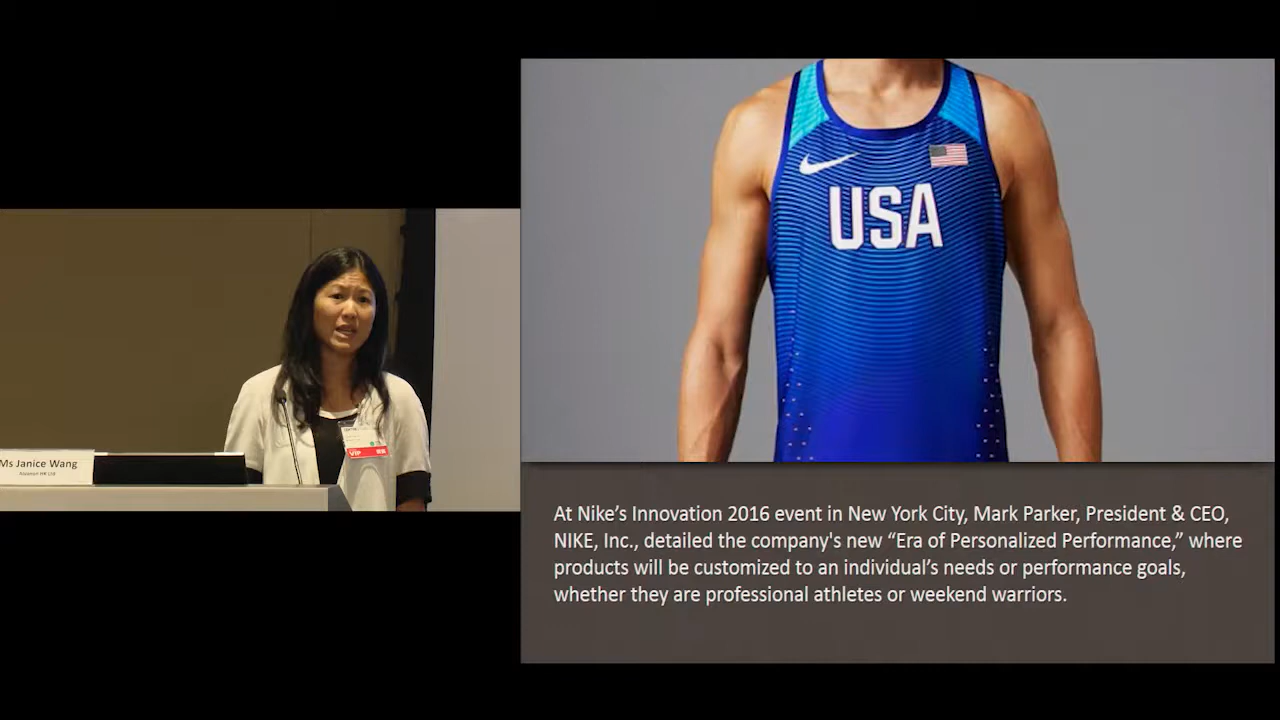 USA
Ms Janice Wang
VIP
At Nike's Innovation 2016 event in New York City, Mark Parker, President & CEO,
NIKE, Inc., detailed the company's new “Era of Personalized Performance,” where
products will be customized to an individual's needs or performance goals,
whether they are professional athletes or weekend warriors.